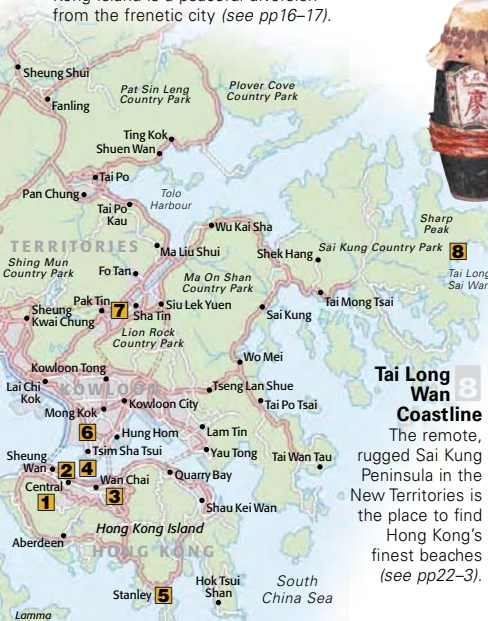 from the frenetic city (see pp16–17).
Sheung Shui
Fanling
Pat Sin Leng
Country Park
Plover Cove
Country Park
Ting Kok
Shuen Wan
Tai Po
Pan Chung
Tai Po
Kau
Tolo
Harbour
Wu Kai Sha
Sharp
Peak
TERRITORIES
Ma Liu Shui
Shek Hang
Sai Kung Country Park
8
Shing Mun
Country Park
Fo Tan
Ma On Shan
Country Park
Tai Long
Sai Wan
Pak Tin
7
Sha Tin
Siu Lek Yuen
Tai Mong Tsai
Sheung
Kwai Chung
Sai Kung
Lion Rock
Country Park
Wo Mei
Kowloon Tong
Lai Chi
Kok
KOWLOON
Tseng Lan Shue
Mong Kok
Kowloon City
Tai Po Tsai
6
Hung Hom
Lam Tin
Tsim Sha Tsui
Yau Tong
Tai Wan Tau
Sheung
Wan
2
4
Central
Wan Chai
Quarry Bay
1
3
Shau Kei Wan
Hong Kong Island
Aberdeen
HONG KONG
Hok Tsui
Shan
South
China Sea
Stanley
5
Lamma
Tai Long
Wan
Coastline
8
The remote,
rugged Sai Kung
Peninsula in the
New Territories is
the place to find
Hong Kong's
finest beaches
(see pp22–3).